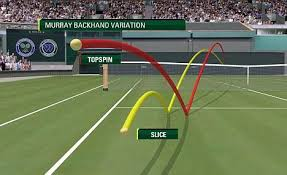 MURRAY BACKHAND VARIATION
TOPSPIN
SLICE